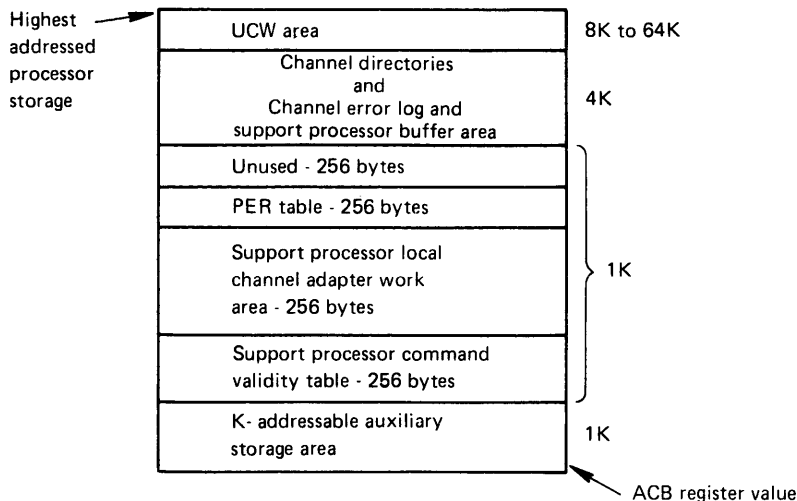 Highest
addressed
processor
storage
UCW area
8K to 64K
Channel directories
and
Channel error log and
support processor buffer area
4K
Unused - 256 bytes
PER table - 256 bytes
Support processor local
channel adapter work
area - 256 bytes
1K
Support processor command
validity table - 256 bytes
K- addressable auxiliary
storage area
1K
ACB register value